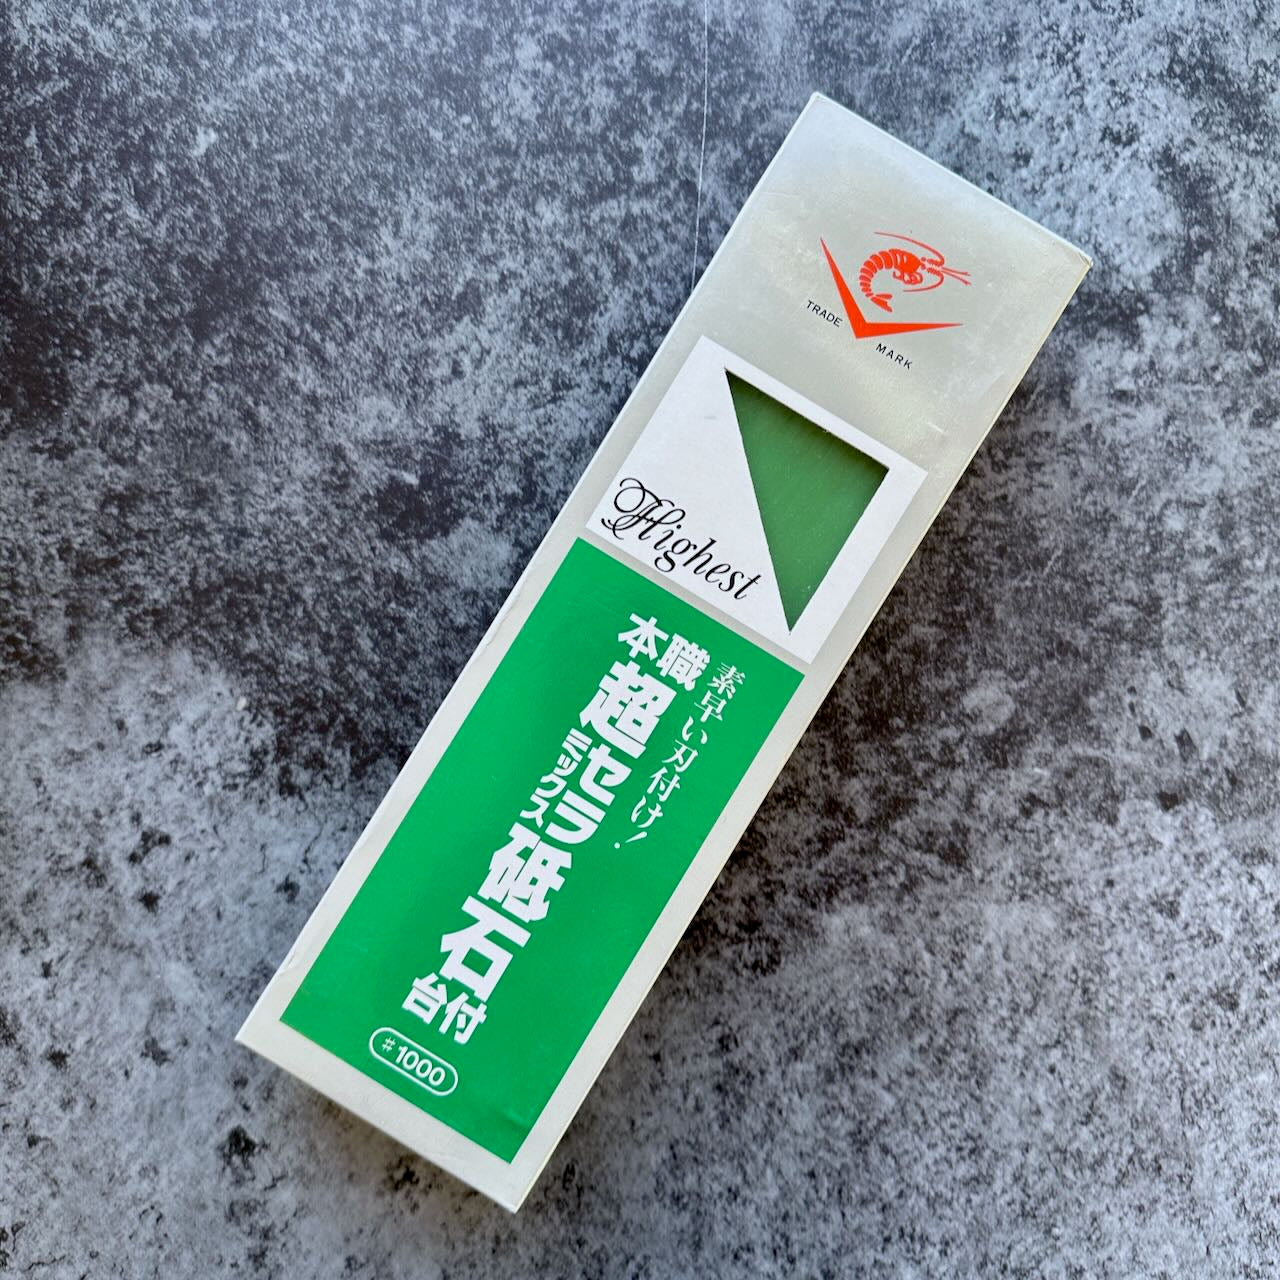 TRADE MARK
Highest
素早い刃付け!
本職
超セラミックス砥石
台付
#1000